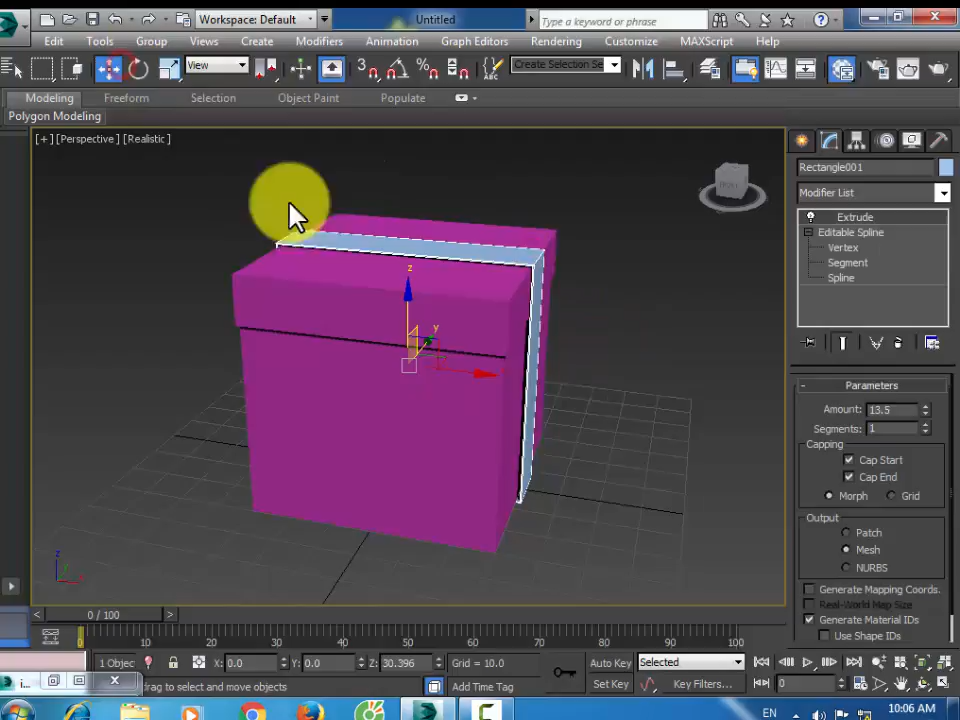 Workspace: Default
Untitled
Type a keyword or phrase
Edit Tools Group Views Create Modifiers Animation Graph Editors Rendering Customize MAXScript Help
View
3
%
ABC
Create Selection Se
Modeling Freeform Selection Object Paint Populate
Polygon Modeling
[+] [Perspective] [Realistic]
FRONT
Rectangle001
Modifier List
Extrude
Editable Spline
Vertex
Segment
Spline
z
y
- Parameters
Amount: 13.5
Segments: 1
Capping
Cap Start
Cap End
Morph Grid
Output
Patch
Mesh
NURBS
Generate Mapping Coords.
Real-World Map Size
Generate Material IDs
Use Shape IDs
z
< 0 / 100 >
0 10 20 30 40 50 60 70 80 90 100
1 Objec X: 0.0 Y: 0.0 Z: 30.396 Grid = 10.0 Auto Key Selected
i...
drag to select and move objects Add Time Tag Set Key Key Filters... 0
EN 10:06 AM